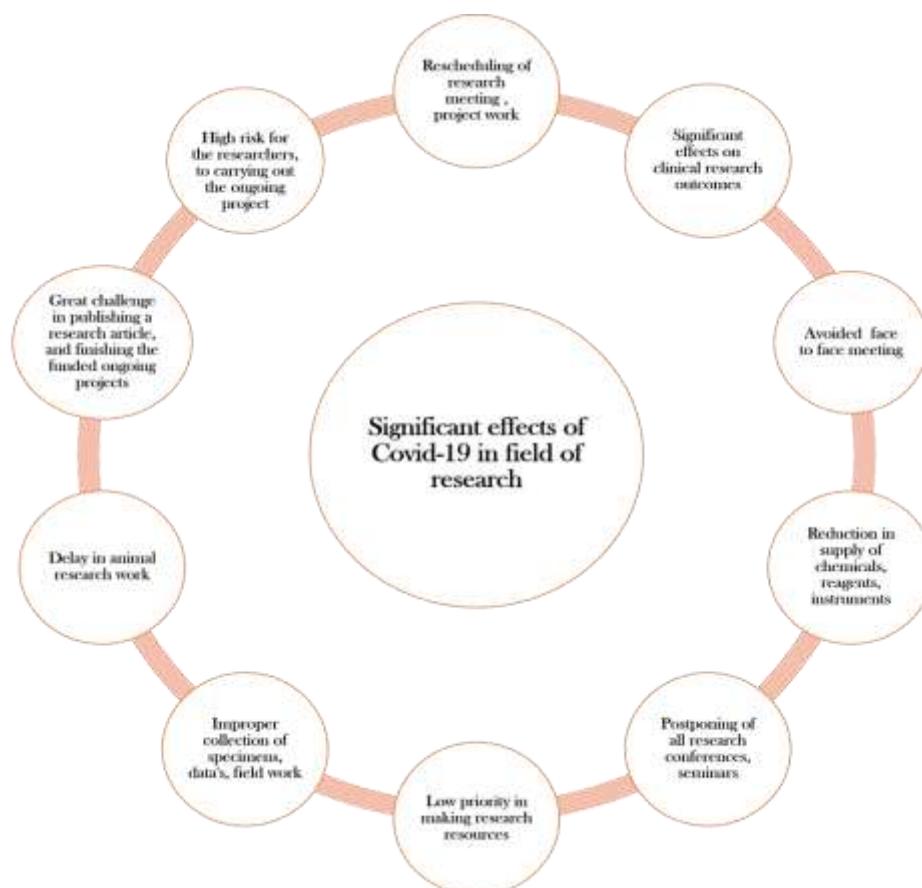 Rescheduling of
research
meeting ,
project work
Significant
effects on
clinical research
outcomes
Avoided face
to face meeting
Reduction in
supply of
chemicals,
reagents,
instruments
Postponing of
all research
conferences,
seminars
Low priority in
making research
resources
Improper
collection of
specimens,
data's, field work
Delay in animal
research work
Great challenge
in publishing a
research article,
and finishing the
funded ongoing
projects
High risk for
the researchers,
to carrying out
the ongoing
project
Significant effects of
Covid-19 in field of
research